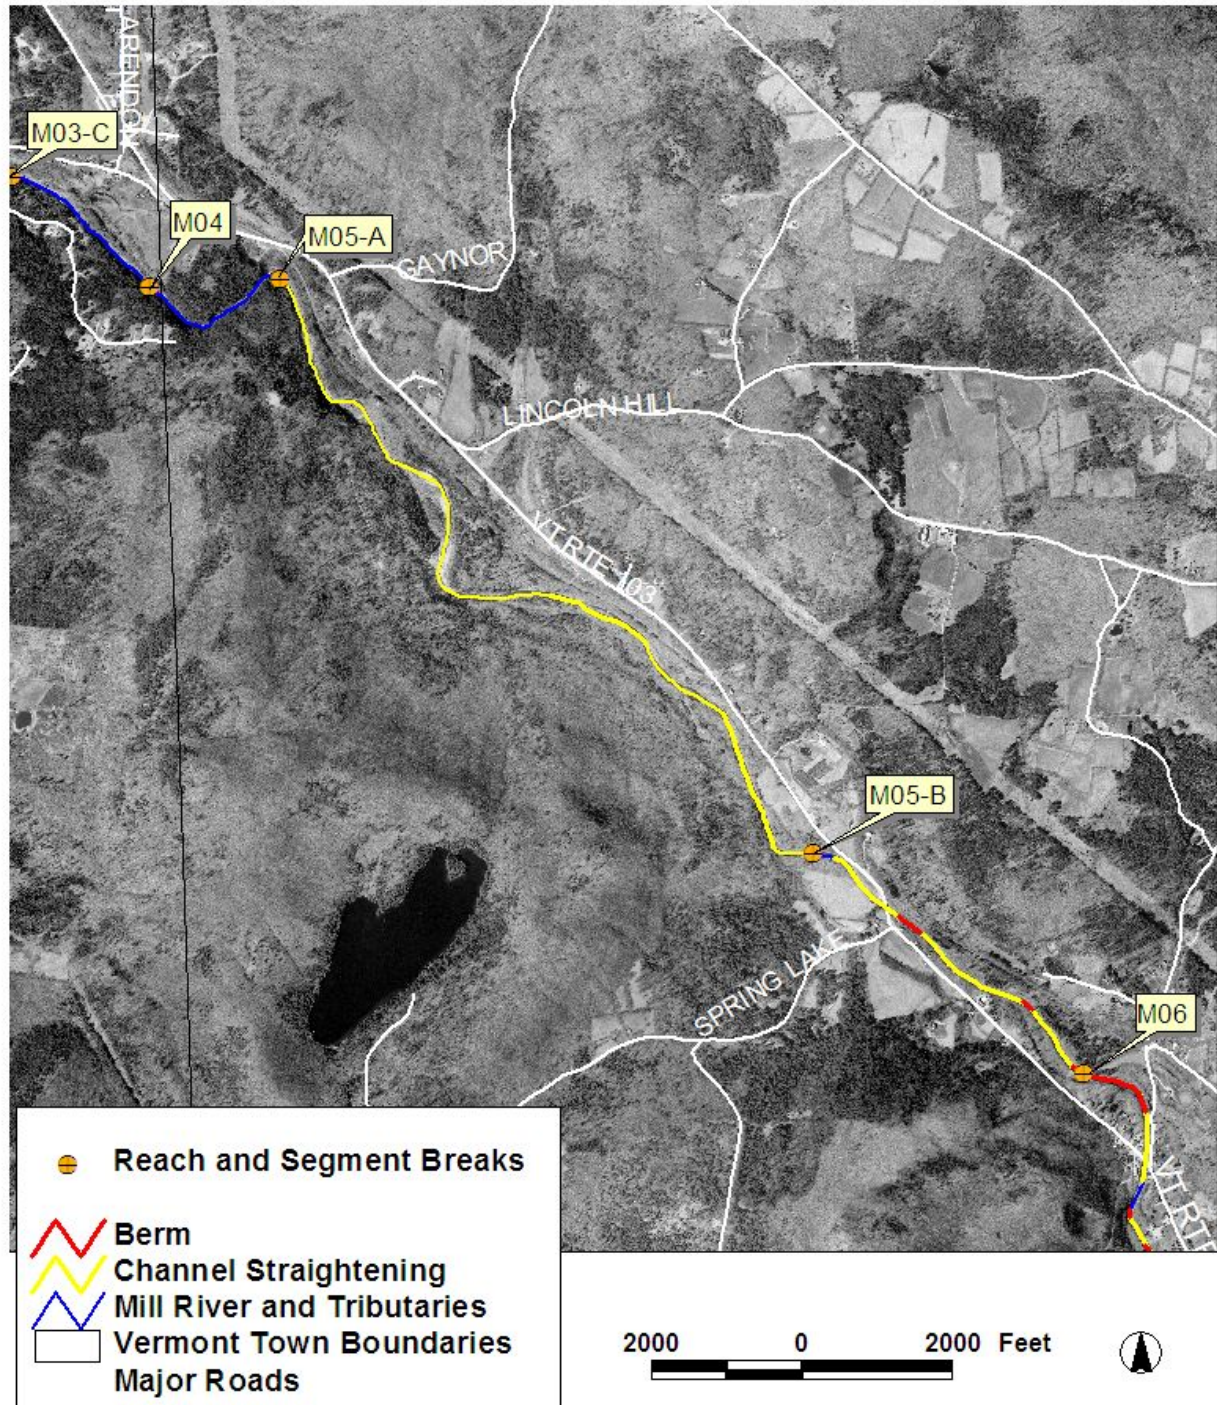 M03-C
M04
M05-A
GAYNOR
LINCOLN HILL
M05-B
SPRING LAKE
M06
VT RTE
Reach and Segment Breaks
Berm
Channel Straightening
Mill River and Tributaries
Vermont Town Boundaries
Major Roads
2000 0 2000 Feet